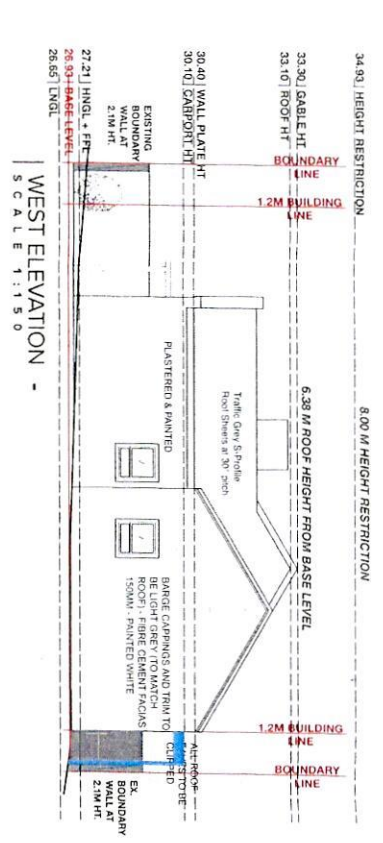 34.93 | HEIGHT RESTRICTION
8.00 M HEIGHT RESTRICTION
33.30 | GABLE HT.
33.10 | ROOF HT
6.38 M ROOF HEIGHT FROM BASE LEVEL
BOUNDARY
LINE
1.2M BUILDING
LINE
1.2M BUILDING
LINE
BOUNDARY
LINE
30.40 | WALL PLATE HT
30.10 | CARPORT HT
Traffic Grey S-Profile
Roof Sheets at 30° pitch
ALL ROOF
TO BE
CLIPPED
EXISTING
BOUNDARY
WALL AT
2.1M HT.
PLASTERED & PAINTED
BARGE CAPPINGS AND TRIM TO
BE LIGHT GREY (TO MATCH
ROOF) - FIBRE CEMENT FACIAS
150MM - PAINTED WHITE
EX.
BOUNDARY
WALL AT
2.1M HT.
27.21 | HNGL + FFL
26.93 | BASE LEVEL
26.65 | LNGL
WEST ELEVATION -
SCALE 1:150